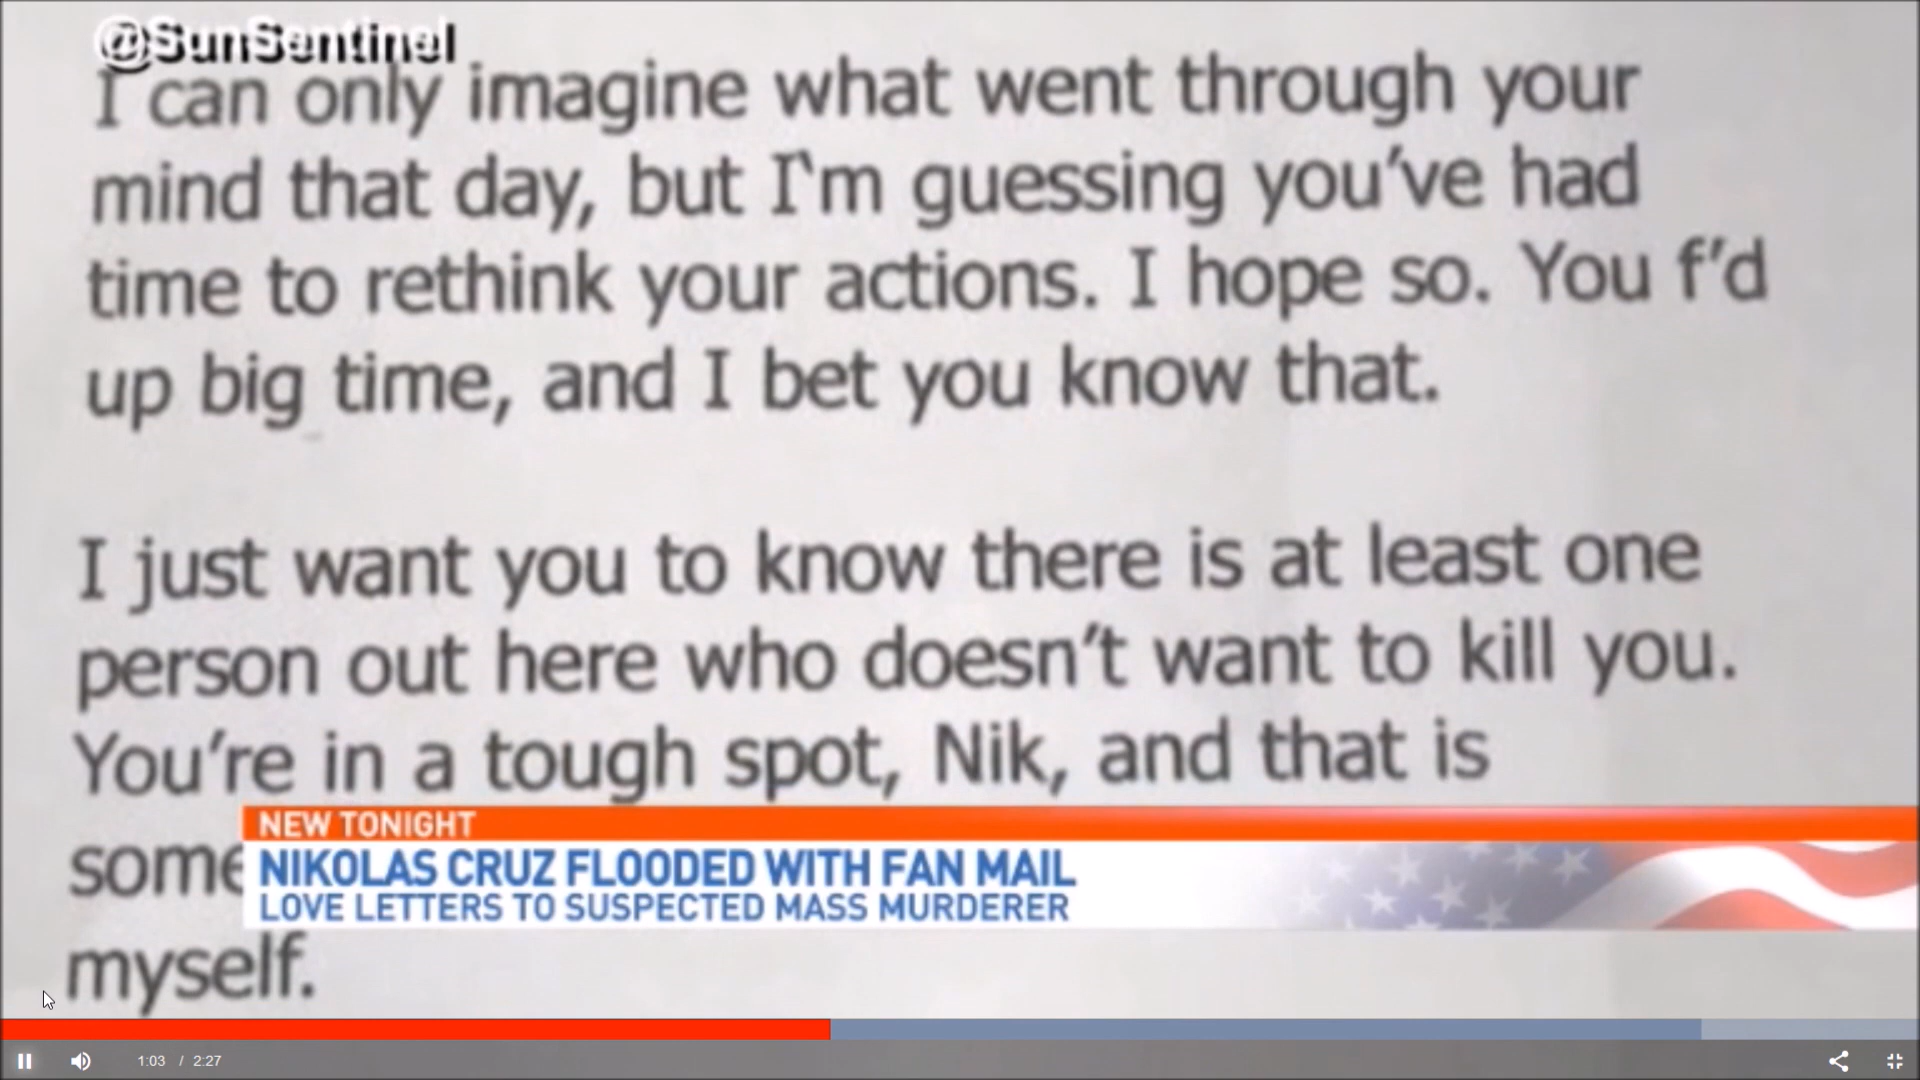 @SunSentinel
I can only imagine what went through your
mind that day, but I'm guessing you've had
time to rethink your actions. I hope so. You f'd
up big time, and I bet you know that.
I just want you to know there is at least one
person out here who doesn't want to kill you.
You're in a tough spot, Nik, and that is
some
NEW TONIGHT
NIKOLAS CRUZ FLOODED WITH FAN MAIL
LOVE LETTERS TO SUSPECTED MASS MURDERER
myself.
1:03 / 2:27